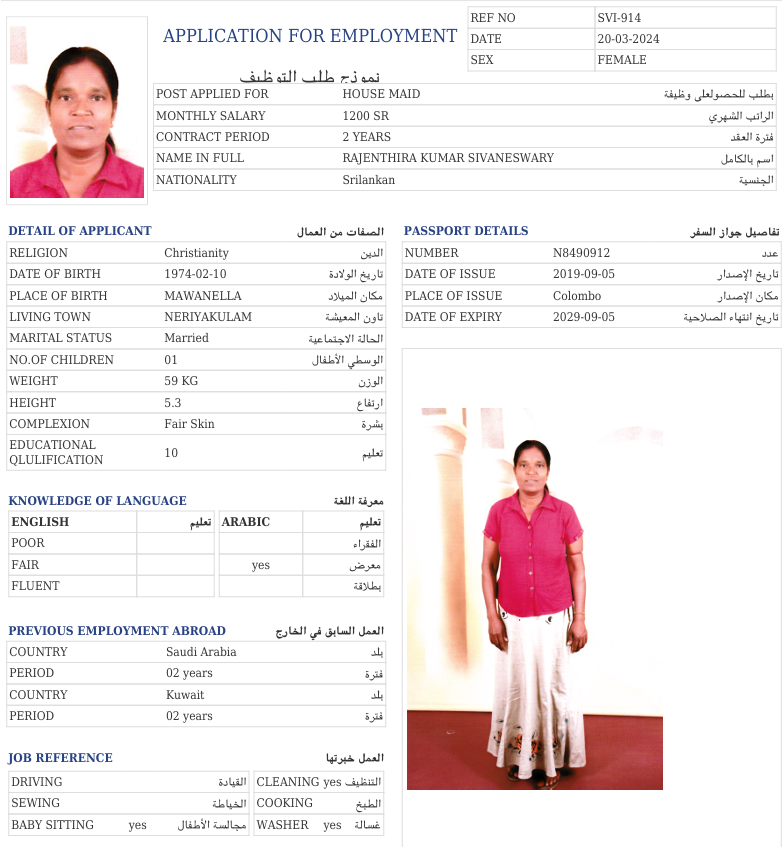 APPLICATION FOR EMPLOYMENT
نموذج طلب التوظيف
REF NO SVI-914
DATE 20-03-2024
SEX FEMALE
POST APPLIED FOR HOUSE MAID بطلب للحصولعلى وظيفة
MONTHLY SALARY 1200 SR الراتب الشهري
CONTRACT PERIOD 2 YEARS فترة العقد
NAME IN FULL RAJENTHIRA KUMAR SIVANESWARY اسم بالكامل
NATIONALITY Srilankan الجنسية
DETAIL OF APPLICANT الصفات من العمال
RELIGION Christianity الدين
DATE OF BIRTH 1974-02-10 تاريخ الولادة
PLACE OF BIRTH MAWANELLA مكان الميلاد
LIVING TOWN NERIYAKULAM تاون المعيشة
MARITAL STATUS Married الحالة الاجتماعية
NO.OF CHILDREN 01 الوسطي الأطفال
WEIGHT 59 KG الوزن
HEIGHT 5.3 ارتفاع
COMPLEXION Fair Skin بشرة
EDUCATIONAL
QLULIFICATION 10 تعليم
KNOWLEDGE OF LANGUAGE معرفة اللغة
ENGLISH تعليم ARABIC تعليم
POOR الفقراء
FAIR yes معرض
FLUENT بطلاقة
PREVIOUS EMPLOYMENT ABROAD العمل السابق في الخارج
COUNTRY Saudi Arabia بلد
PERIOD 02 years فترة
COUNTRY Kuwait بلد
PERIOD 02 years فترة
JOB REFERENCE العمل خبرتها
DRIVING القيادة CLEANING yes التنظيف
SEWING الخياطة COOKING الطبخ
BABY SITTING yes مجالسة الأطفال WASHER yes غسالة
PASSPORT DETAILS تفاصيل جواز السفر
NUMBER N8490912 عدد
DATE OF ISSUE 2019-09-05 تاريخ الإصدار
PLACE OF ISSUE Colombo مكان الإصدار
DATE OF EXPIRY 2029-09-05 تاريخ انتهاء الصلاحية